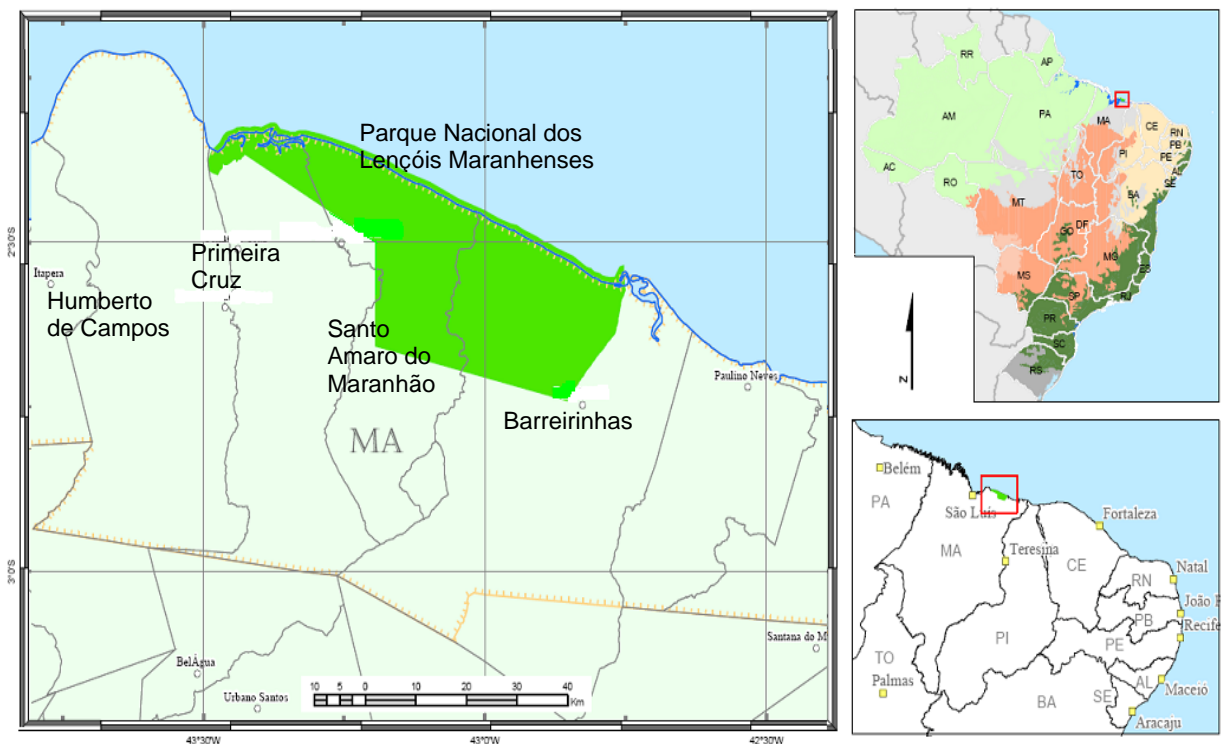 Parque Nacional dos
Lençóis Maranhenses
2°30'S
Primeira
Cruz
Itapera
Humberto
de Campos
Santo
Amaro do
Maranhão
Paulino Neves
Barreirinhas
MA
3°0'S
Santana do M
BelÁgua
Urbano Santos
10 5 0 10 20 30 40
Km
43°30'W 43°0'W 42°30'W
RR
AP
AM
PA
MA
CE
RN
PB
PI
PE
AL
SE
AC
RO
TO
BA
MT
DF
GO
MG
MS
ES
SP
RJ
PR
SC
RS
N
Belém
PA
São Luis
Fortaleza
MA
Teresina
CE
Natal
RN
João P
PB
Recife
PI
PE
TO
Palmas
AL
Maceió
BA
SE
Aracaju